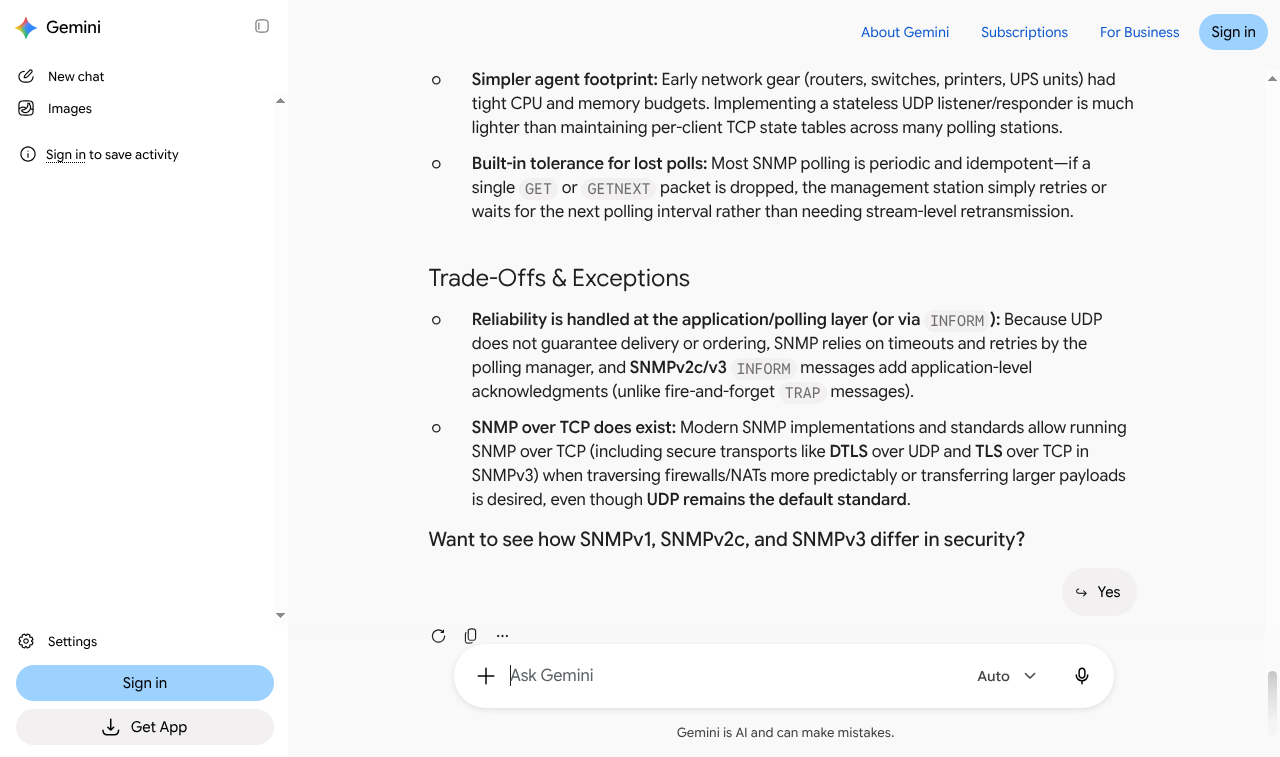 Gemini
New chat
Images
Sign in to save activity
Settings
Sign in
Get App
About Gemini
Subscriptions
For Business
Sign in
Simpler agent footprint: Early network gear (routers, switches, printers, UPS units) had
tight CPU and memory budgets. Implementing a stateless UDP listener/responder is much
lighter than maintaining per-client TCP state tables across many polling stations.
Built-in tolerance for lost polls: Most SNMP polling is periodic and idempotent—if a
single GET or GETNEXT packet is dropped, the management station simply retries or
waits for the next polling interval rather than needing stream-level retransmission.
Trade-Offs & Exceptions
Reliability is handled at the application/polling layer (or via INFORM): Because UDP
does not guarantee delivery or ordering, SNMP relies on timeouts and retries by the
polling manager, and SNMPv2c/v3 INFORM messages add application-level
acknowledgments (unlike fire-and-forget TRAP messages).
SNMP over TCP does exist: Modern SNMP implementations and standards allow running
SNMP over TCP (including secure transports like DTLS over UDP and TLS over TCP in
SNMPv3) when traversing firewalls/NATs more predictably or transferring larger payloads
is desired, even though UDP remains the default standard.
Want to see how SNMPv1, SNMPv2c, and SNMPv3 differ in security?
Yes
Ask Gemini
Auto
Gemini is AI and can make mistakes.